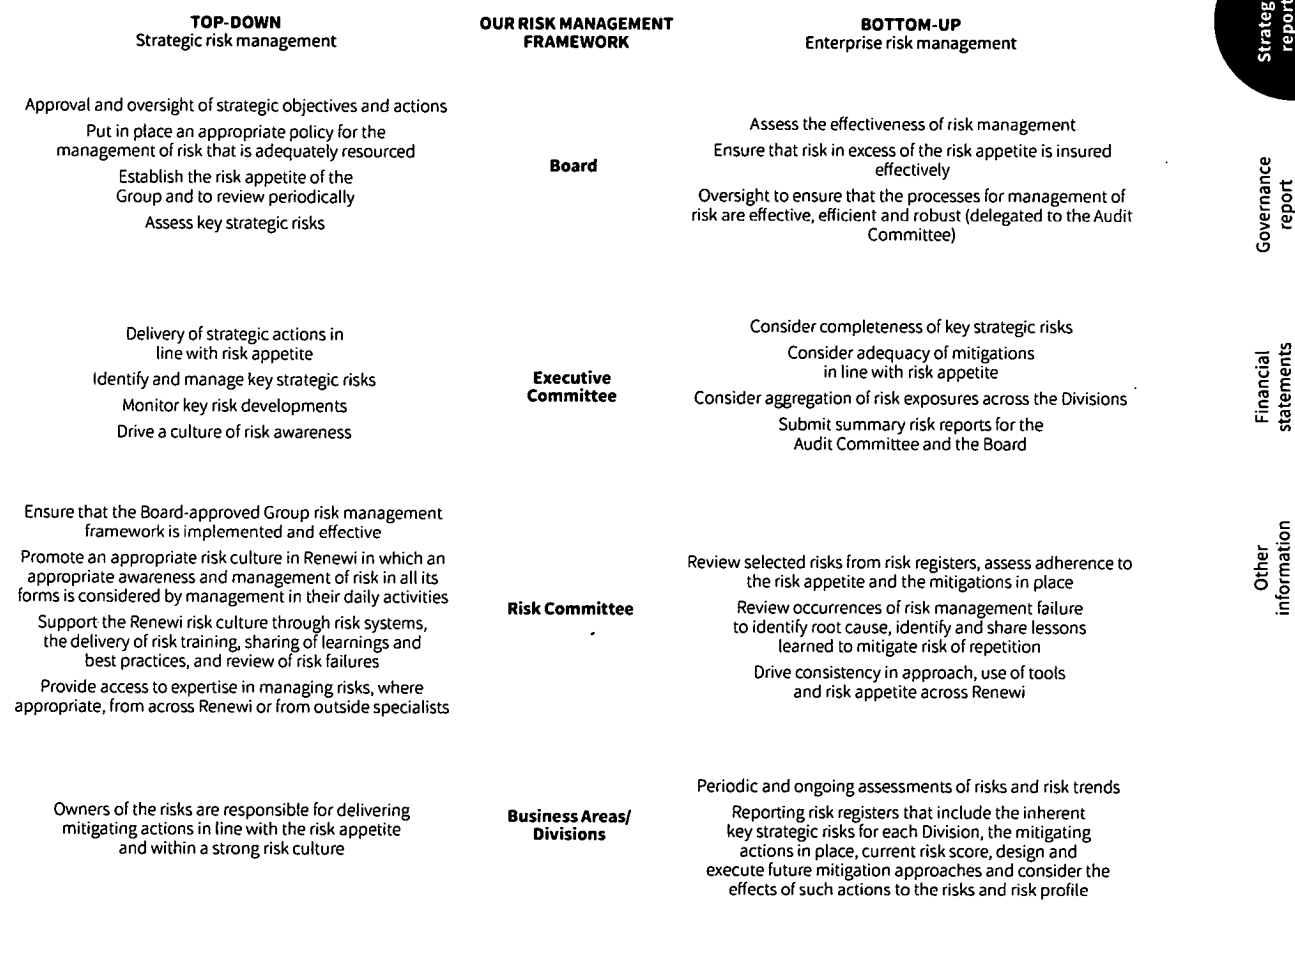 TOP-DOWN
Strategic risk management
OUR RISK MANAGEMENT
FRAMEWORK
BOTTOM-UP
Enterprise risk management
Approval and oversight of strategic objectives and actions
Put in place an appropriate policy for the
management of risk that is adequately resourced
Establish the risk appetite of the
Group and to review periodically
Assess key strategic risks
Board
Assess the effectiveness of risk management
Ensure that risk in excess of the risk appetite is insured
effectively
Oversight to ensure that the processes for management of
risk are effective, efficient and robust (delegated to the Audit
Committee)
Delivery of strategic actions in
line with risk appetite
Identify and manage key strategic risks
Monitor key risk developments
Drive a culture of risk awareness
Executive
Committee
Consider completeness of key strategic risks
Consider adequacy of mitigations
in line with risk appetite
Consider aggregation of risk exposures across the Divisions
Submit summary risk reports for the
Audit Committee and the Board
Ensure that the Board-approved Group risk management
framework is implemented and effective
Promote an appropriate risk culture in Renewi in which an
appropriate awareness and management of risk in all its
forms is considered by management in their daily activities
Support the Renewi risk culture through risk systems,
the delivery of risk training, sharing of learnings and
best practices, and review of risk failures
Provide access to expertise in managing risks, where
appropriate, from across Renewi or from outside specialists
Risk Committee
Review selected risks from risk registers, assess adherence to
the risk appetite and the mitigations in place
Review occurrences of risk management failure
to identify root cause, identify and share lessons
learned to mitigate risk of repetition
Drive consistency in approach, use of tools
and risk appetite across Renewi
Owners of the risks are responsible for delivering
mitigating actions in line with the risk appetite
and within a strong risk culture
Business Areas/
Divisions
Periodic and ongoing assessments of risks and risk trends
Reporting risk registers that include the inherent
key strategic risks for each Division, the mitigating
actions in place, current risk score, design and
execute future mitigation approaches and consider the
effects of such actions to the risks and risk profile
Strateg
report
Governance
report
Financial
statements
Other
information